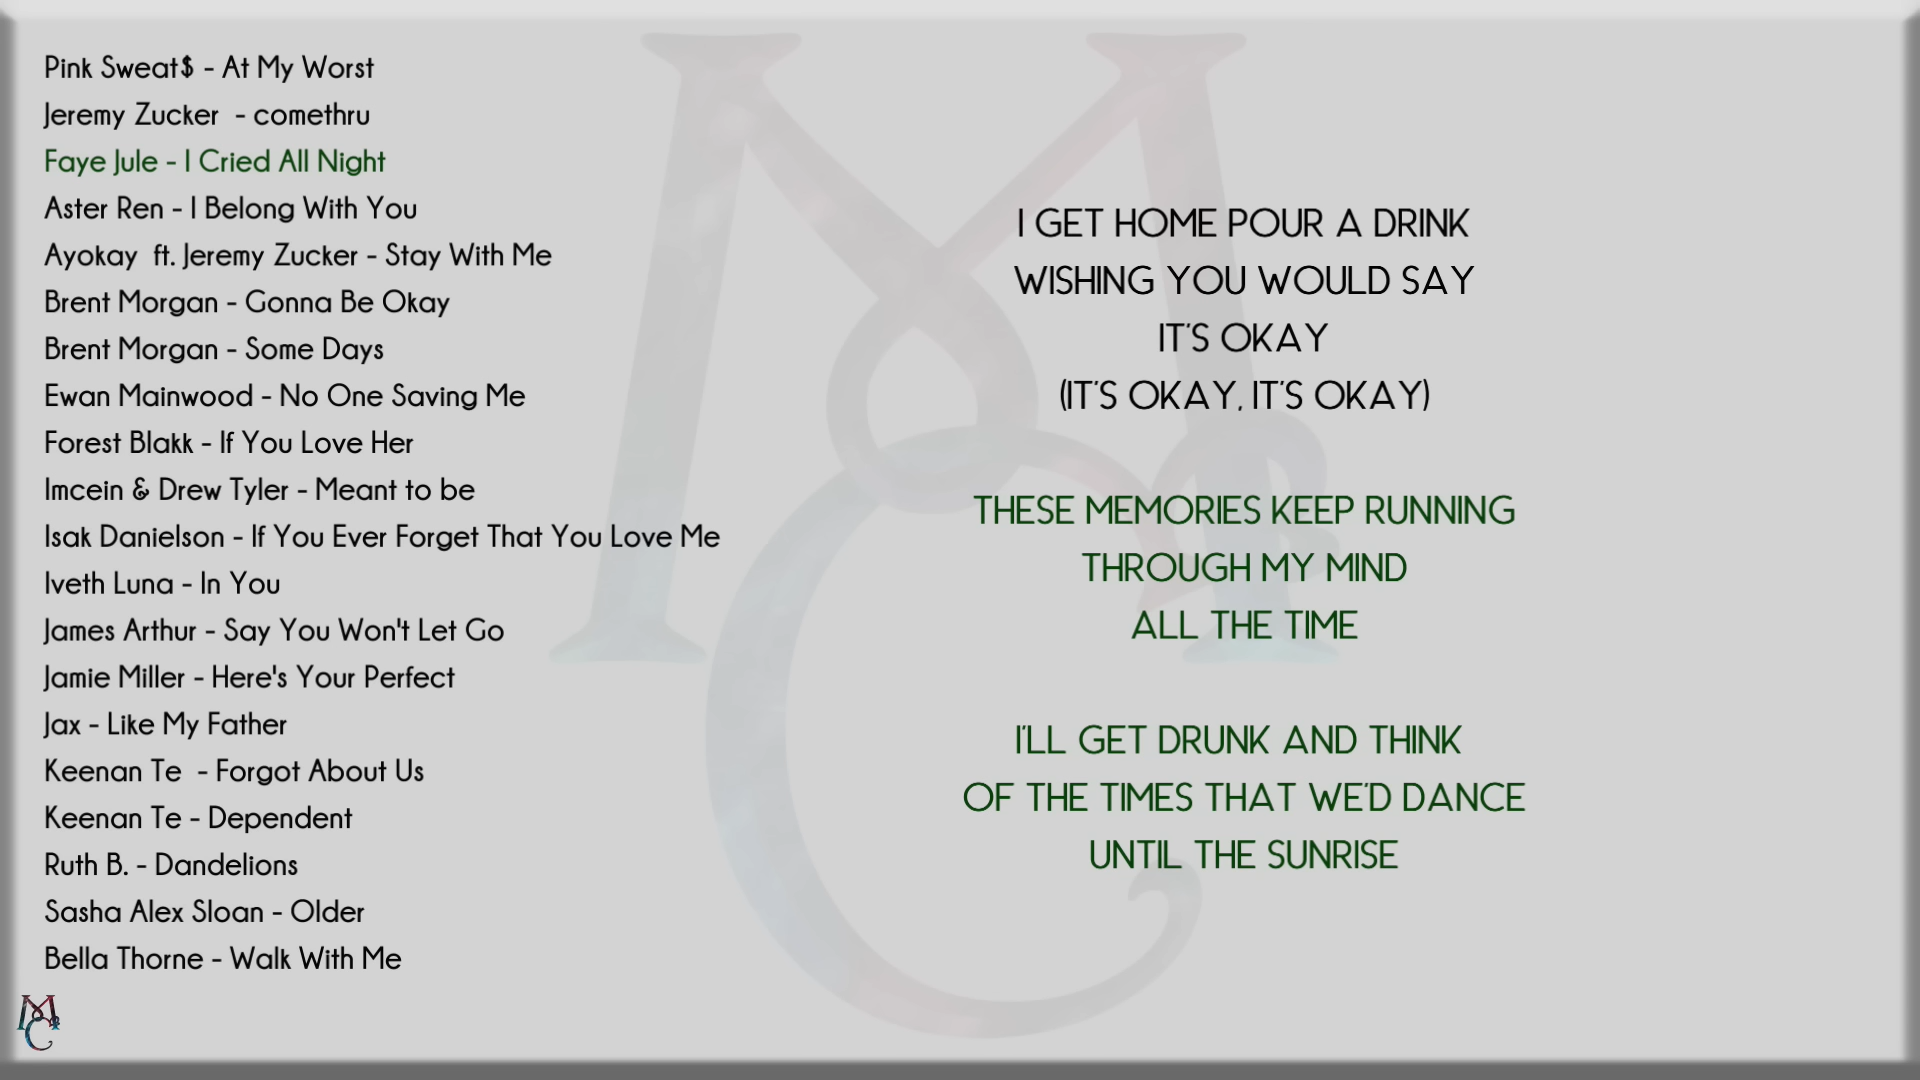 Pink Sweat$ - At My Worst
Jeremy Zucker  - comethru
Faye Jule - I Cried All Night
Aster Ren - I Belong With You
Ayokay  ft. Jeremy Zucker - Stay With Me
Brent Morgan - Gonna Be Okay
Brent Morgan - Some Days
Ewan Mainwood - No One Saving Me
Forest Blakk - If You Love Her
Imcein & Drew Tyler - Meant to be
Isak Danielson - If You Ever Forget That You Love Me
Iveth Luna - In You
James Arthur - Say You Won't Let Go
Jamie Miller - Here's Your Perfect
Jax - Like My Father
Keenan Te  - Forgot About Us
Keenan Te - Dependent
Ruth B. - Dandelions
Sasha Alex Sloan - Older
Bella Thorne - Walk With Me
I GET HOME POUR A DRINK
WISHING YOU WOULD SAY
IT'S OKAY
(IT'S OKAY, IT'S OKAY)
THESE MEMORIES KEEP RUNNING
THROUGH MY MIND
ALL THE TIME
I'LL GET DRUNK AND THINK
OF THE TIMES THAT WE'D DANCE
UNTIL THE SUNRISE